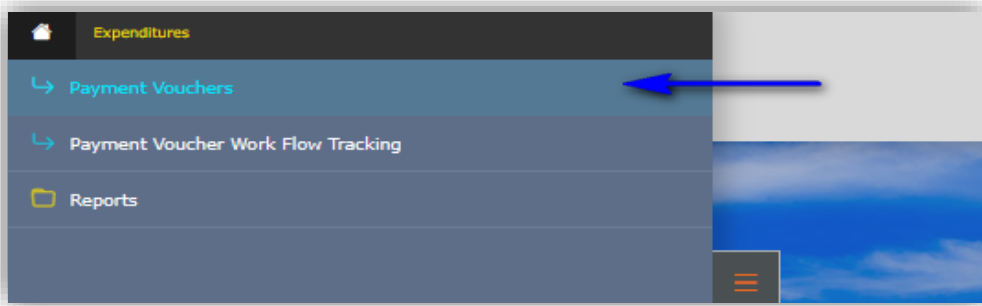 Expenditures
Payment Vouchers
Payment Voucher Work Flow Tracking
Reports